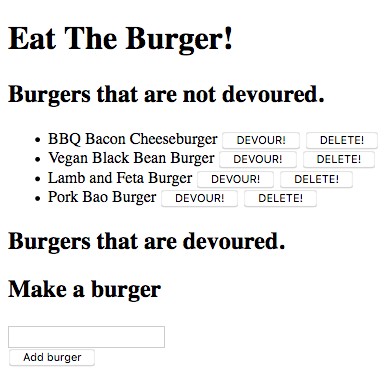 Eat The Burger!
Burgers that are not devoured.
BBQ Bacon Cheeseburger DEVOUR! DELETE!
Vegan Black Bean Burger DEVOUR! DELETE!
Lamb and Feta Burger DEVOUR! DELETE!
Pork Bao Burger DEVOUR! DELETE!
Burgers that are devoured.
Make a burger
Add burger